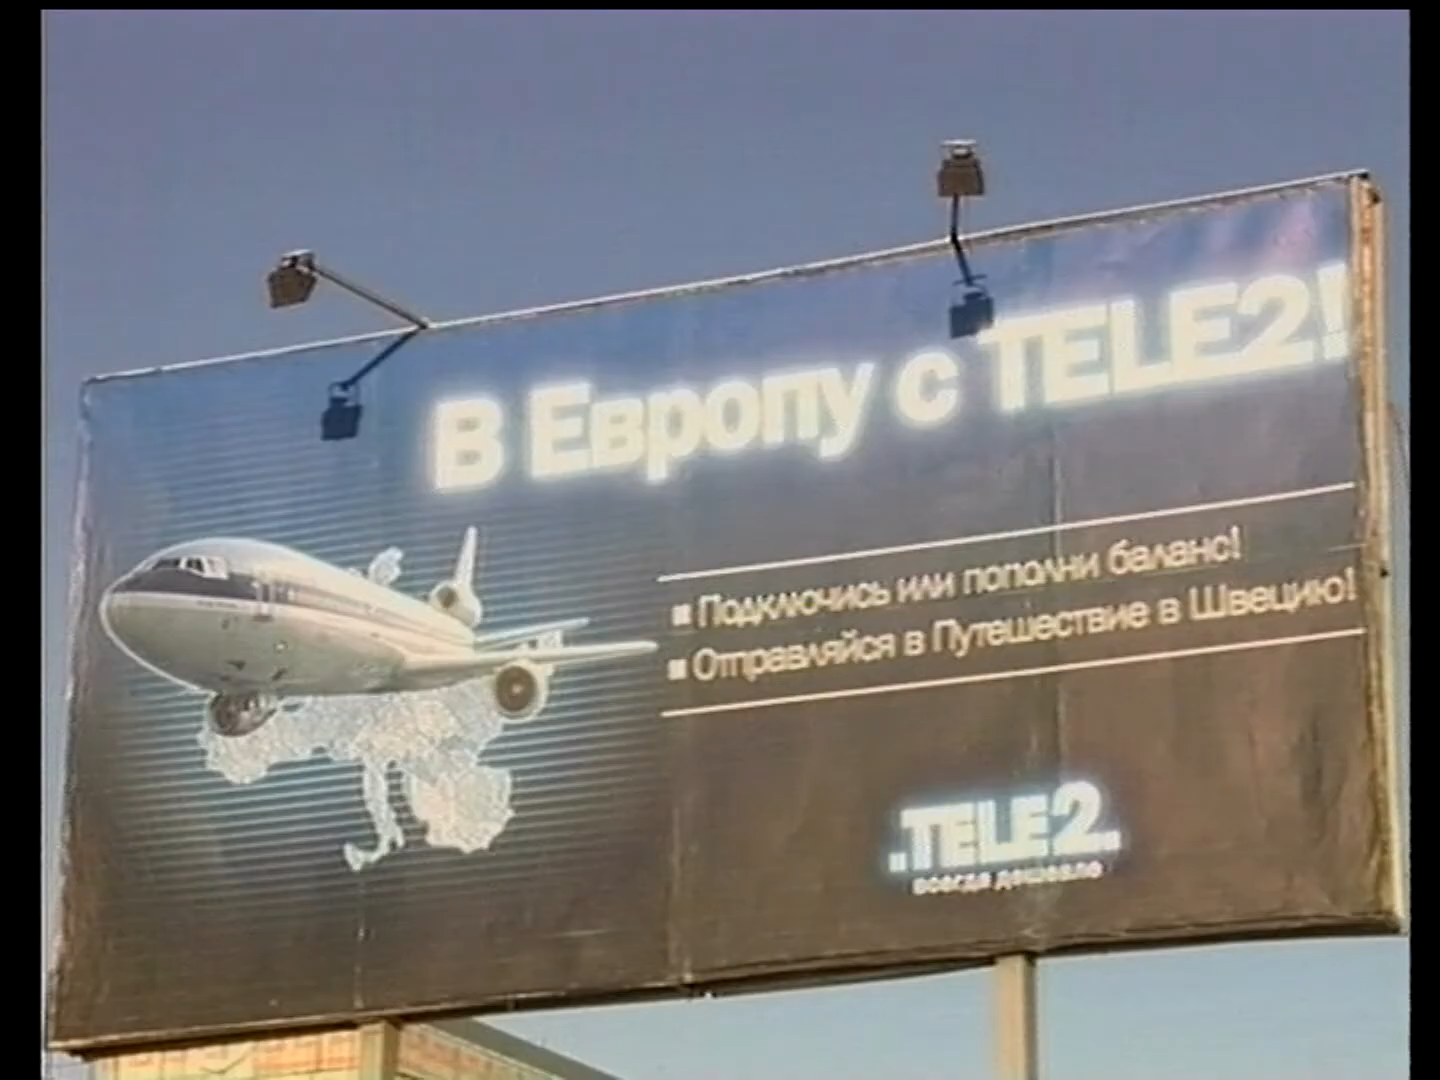 В Европу с TELE2!
▪ Подключись или пополни баланс!
▪ Отправляйся в Путешествие в Швецию!
.TELE2.
всегда дешевле